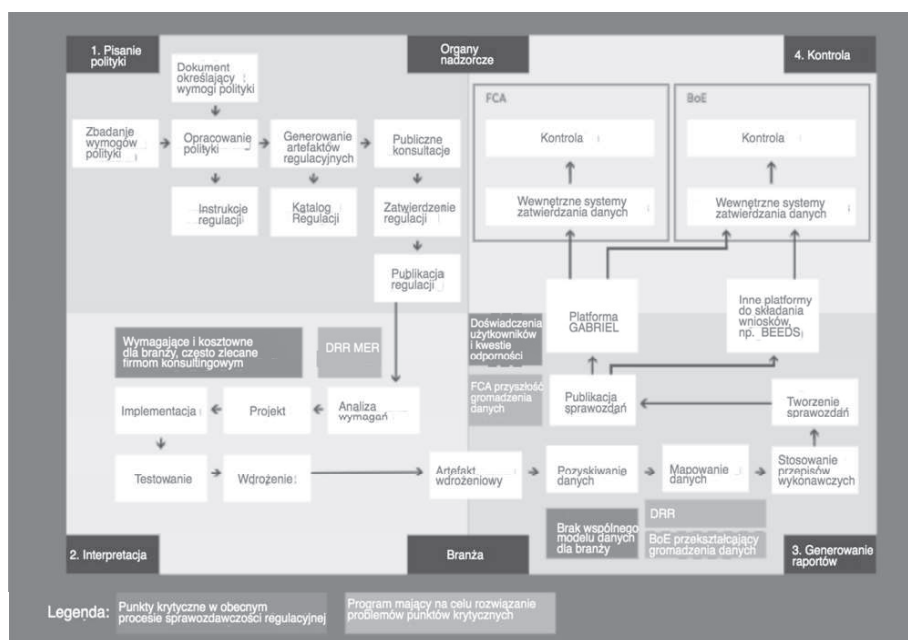 1. Pisanie
polityki
Organy
nadzorcze
4. Kontrola
Dokument
określający
wymogi polityki
Zbadanie
wymogów
polityki
Opracowanie
polityki
Generowanie
artefaktów
regulacyjnych
Publiczne
konsultacje
Instrukcje
regulacji
Katalog
Regulacji
Zatwierdzenie
regulacji
Publikacja
regulacji
FCA
Kontrola
Wewnętrzne systemy
zatwierdzania danych
BoE
Kontrola
Wewnętrzne systemy
zatwierdzania danych
Wymagające i kosztowne
dla branży, często zlecane
firmom konsultingowym
DRR MER
Implementacja
Projekt
Analiza
wymagań
Testowanie
Wdrożenie
Doświadczenia
użytkowników
i kwestie
odporności
Platforma
GABRIEL
Inne platformy
do składania
wniosków,
np. BEEDS
FCA przyszłość
gromadzenia
danych
Publikacja
sprawozdań
Tworzenie
sprawozdań
Artefakt
wdrożeniowy
Pozyskiwanie
danych
Mapowanie
danych
Stosowanie
przepisów
wykonawczych
Brak wspólnego
modelu danych
dla branży
DRR
BoE przekształcający
gromadzenia danych
2. Interpretacja
Branża
3. Generowanie
raportów
Legenda:
Punkty krytyczne w obecnym
procesie sprawozdawczości regulacyjnej
Program mający na celu rozwiązanie
problemów punktów krytycznych